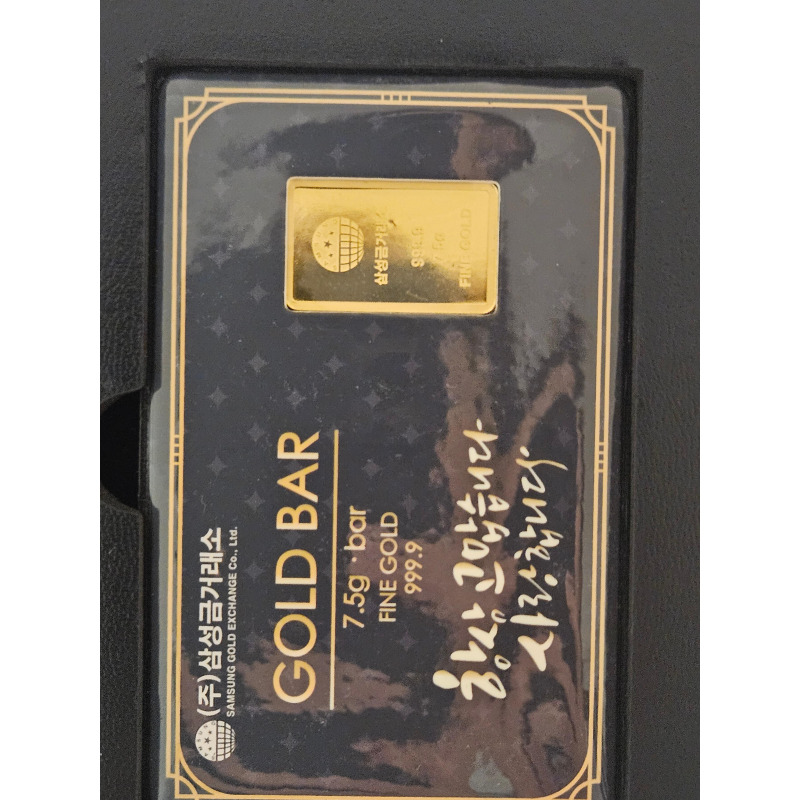 (주)삼성금거래소
SAMSUNG GOLD EXCHANGE Co., Ltd.
GOLD BAR
7.5g · bar
FINE GOLD
999.9
항상 고맙습니다
사랑합니다
삼성금거래소
999.9
7.5g
FINE GOLD